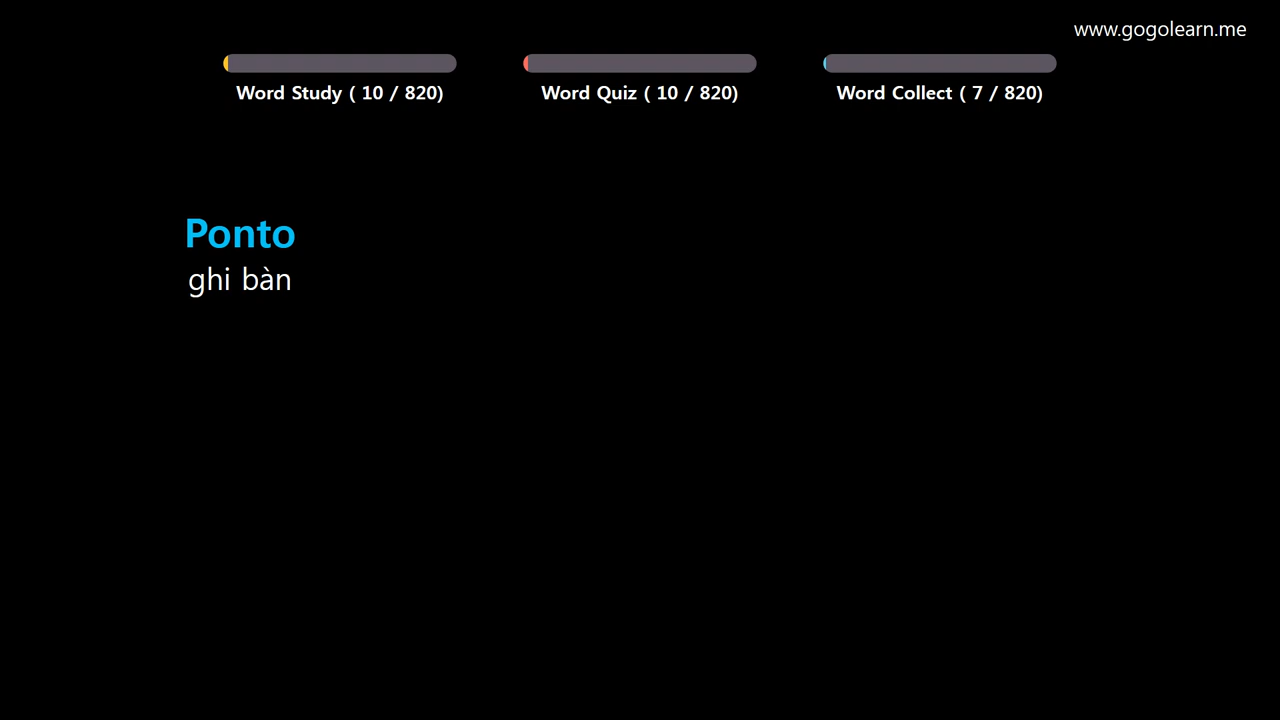 www.gogolearn.me
Word Study ( 10 / 820)
Word Quiz ( 10 / 820)
Word Collect ( 7 / 820)
Ponto
ghi bàn